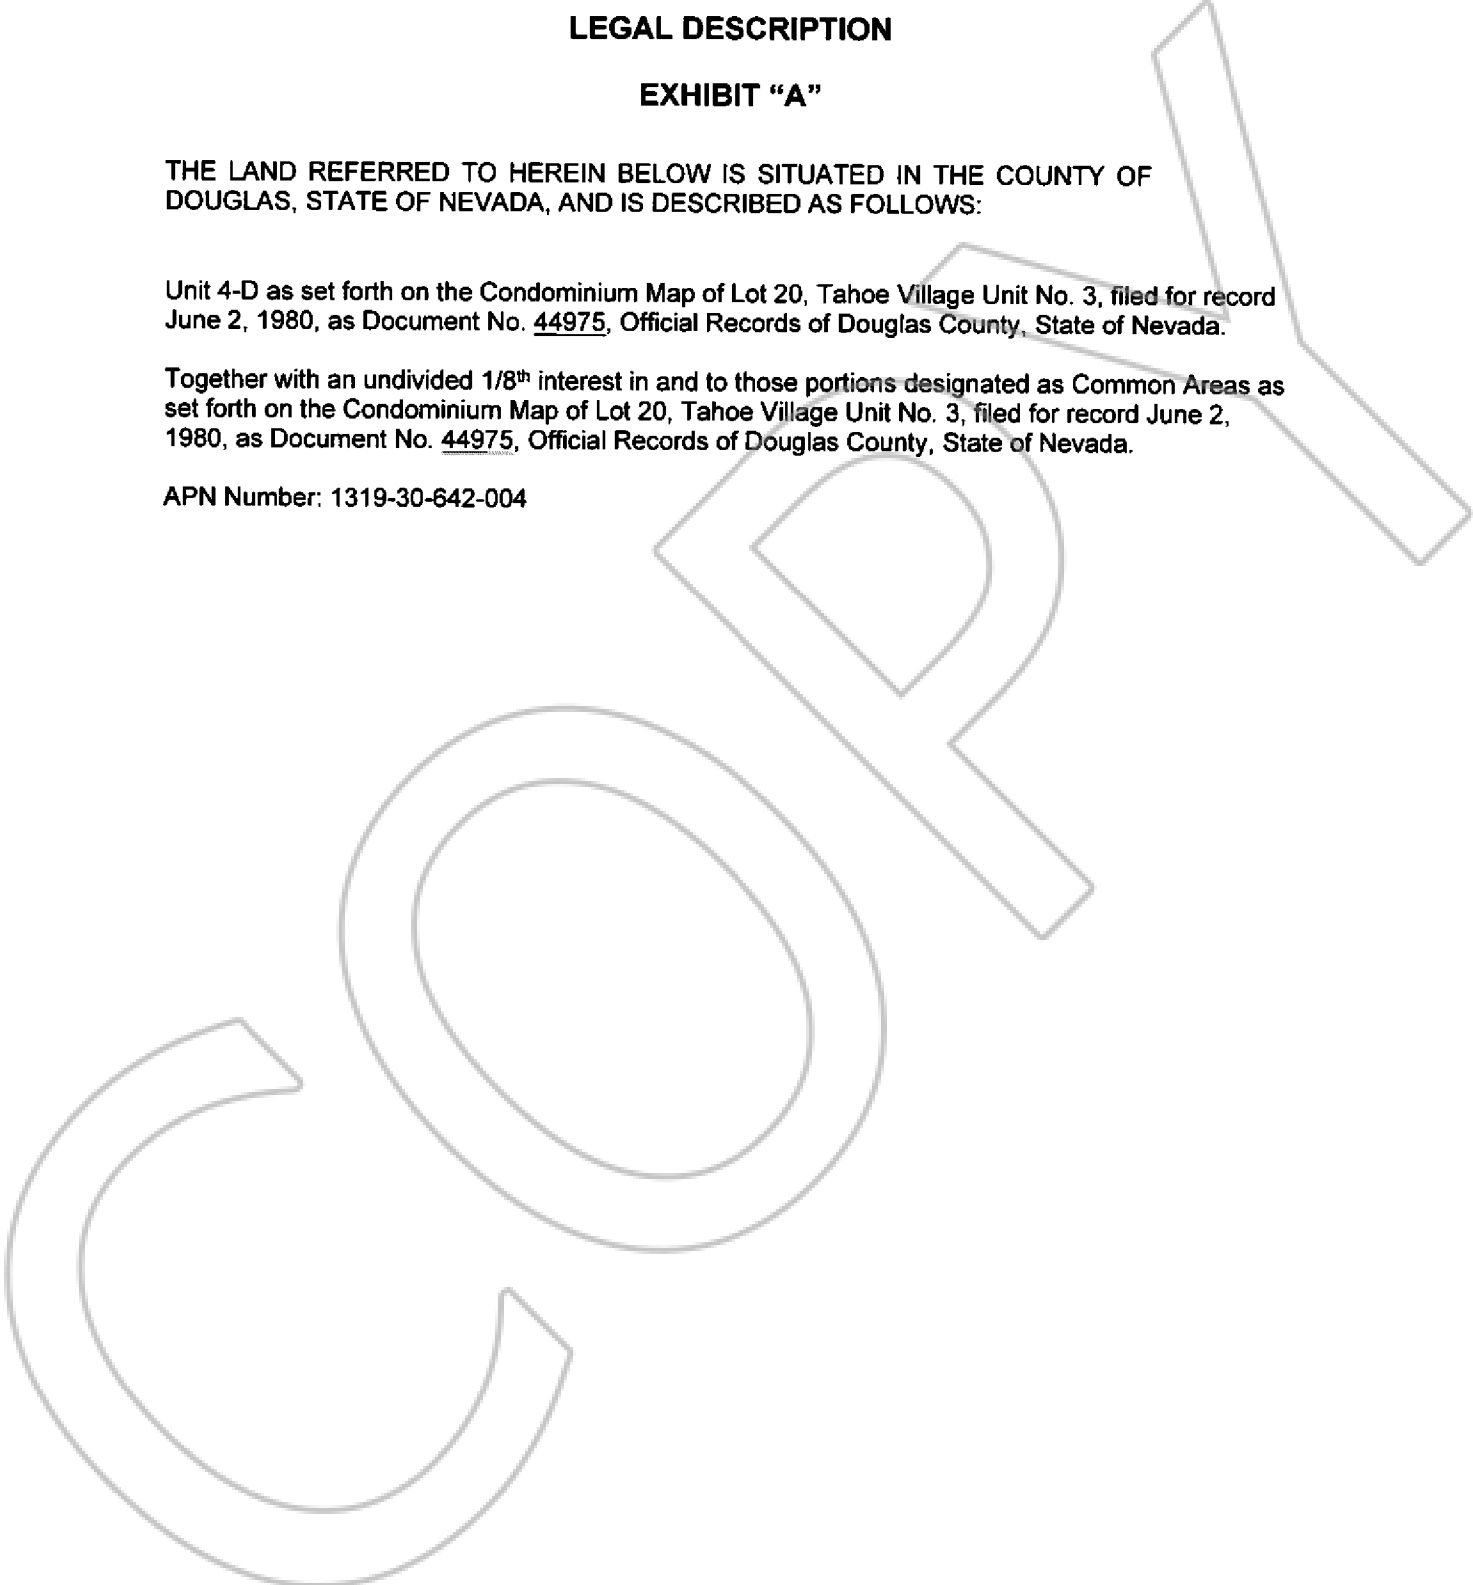 LEGAL DESCRIPTION
EXHIBIT “A”
THE LAND REFERRED TO HEREIN BELOW IS SITUATED IN THE COUNTY OF
DOUGLAS, STATE OF NEVADA, AND IS DESCRIBED AS FOLLOWS:
Unit 4-D as set forth on the Condominium Map of Lot 20, Tahoe Village Unit No. 3, filed for record
June 2, 1980, as Document No. 44975, Official Records of Douglas County, State of Nevada.
Together with an undivided 1/8th interest in and to those portions designated as Common Areas as
set forth on the Condominium Map of Lot 20, Tahoe Village Unit No. 3, filed for record June 2,
1980, as Document No. 44975, Official Records of Douglas County, State of Nevada.
APN Number: 1319-30-642-004
COPY